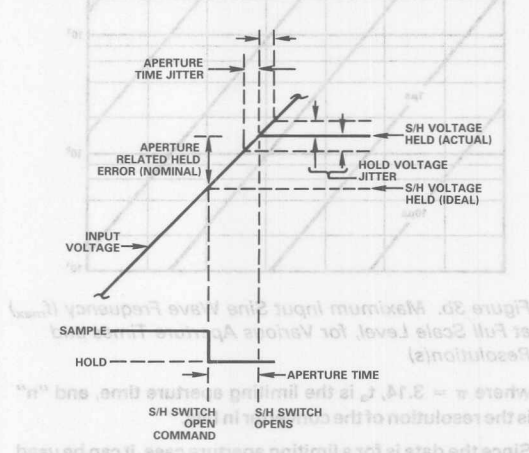 APERTURE
TIME JITTER
S/H VOLTAGE
HELD (ACTUAL)
APERTURE
RELATED HELD
ERROR (NOMINAL)
HOLD VOLTAGE
JITTER
S/H VOLTAGE
HELD (IDEAL)
INPUT
VOLTAGE
Figure 3b. Maximum Input Sine Wave Frequency (fmax)
at Full Scale Level, for Various Aperture Times and
Resolution(s)
SAMPLE
HOLD
APERTURE TIME
where π = 3.14, ta is the limiting aperture time, and "n"
S/H SWITCH
OPEN
COMMAND
S/H SWITCH
OPENS
is the resolution of the converter in
Since the data is for a limiting aperture case, it can be used